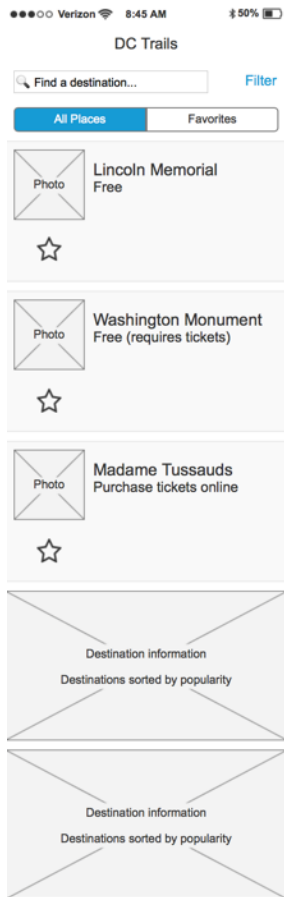 Verizon 8:45 AM 50%
DC Trails
Find a destination... Filter
All Places Favorites
Photo
Lincoln Memorial
Free
Photo
Washington Monument
Free (requires tickets)
Photo
Madame Tussauds
Purchase tickets online
Destination information
Destinations sorted by popularity
Destination information
Destinations sorted by popularity